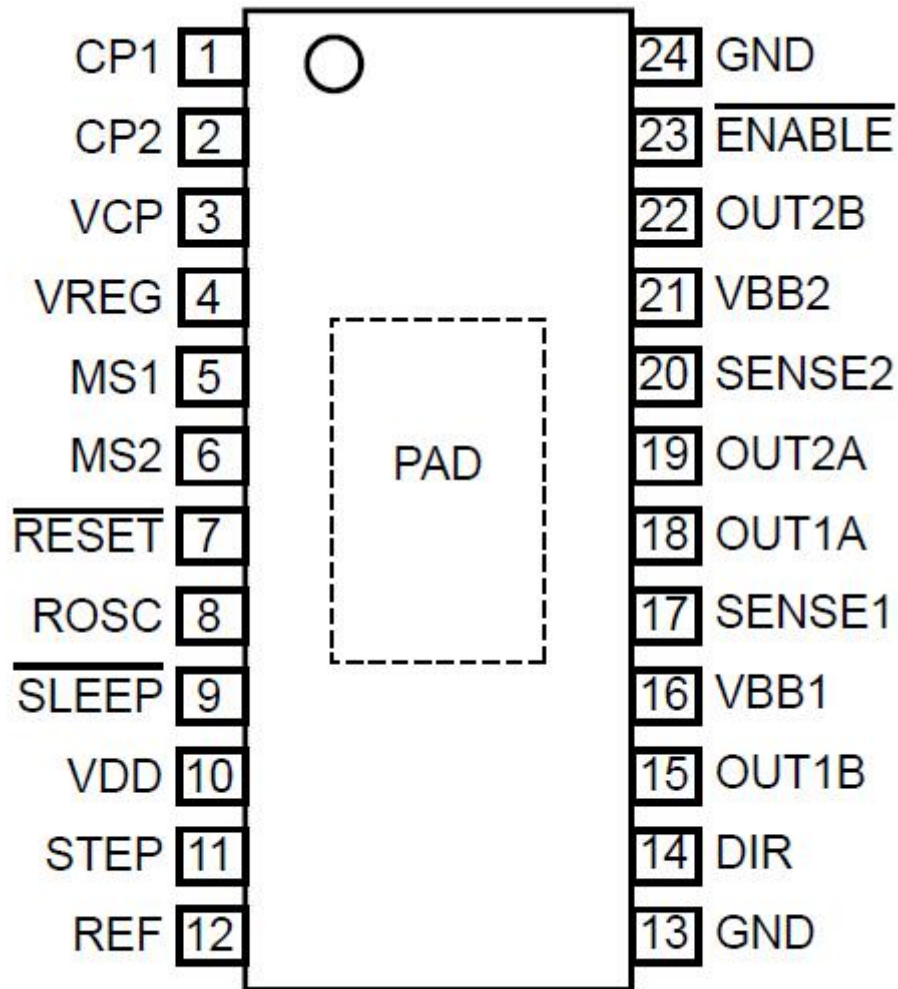 CP1 1 24 GND
CP2 2 23 ENABLE
VCP 3 22 OUT2B
VREG 4 21 VBB2
MS1 5 20 SENSE2
MS2 6 PAD 19 OUT2A
RESET 7 18 OUT1A
ROSC 8 17 SENSE1
SLEEP 9 16 VBB1
VDD 10 15 OUT1B
STEP 11 14 DIR
REF 12 13 GND